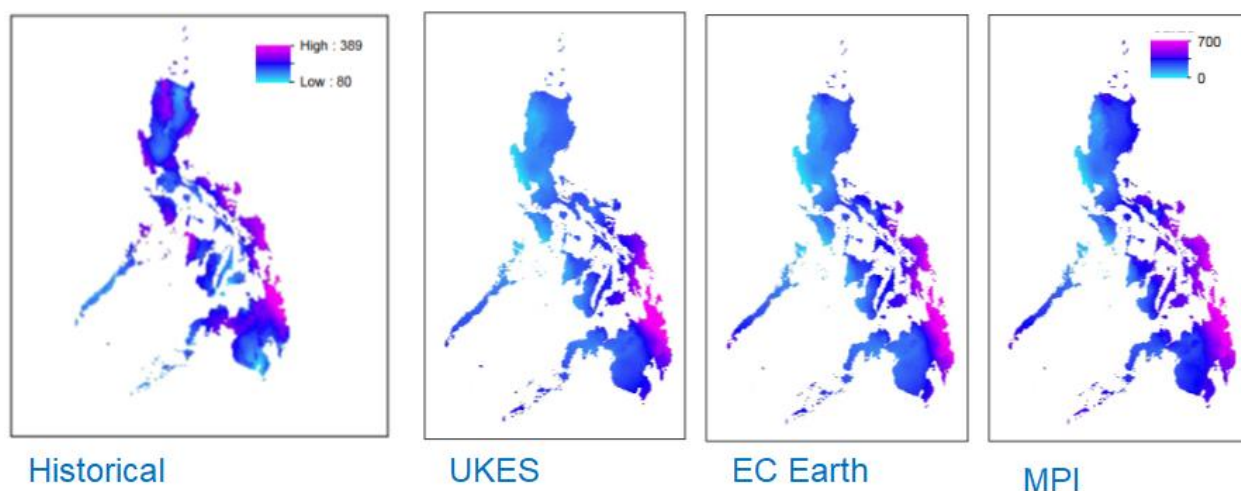 High : 389
Low : 80
700
0
Historical
UKES
EC Earth
MPI